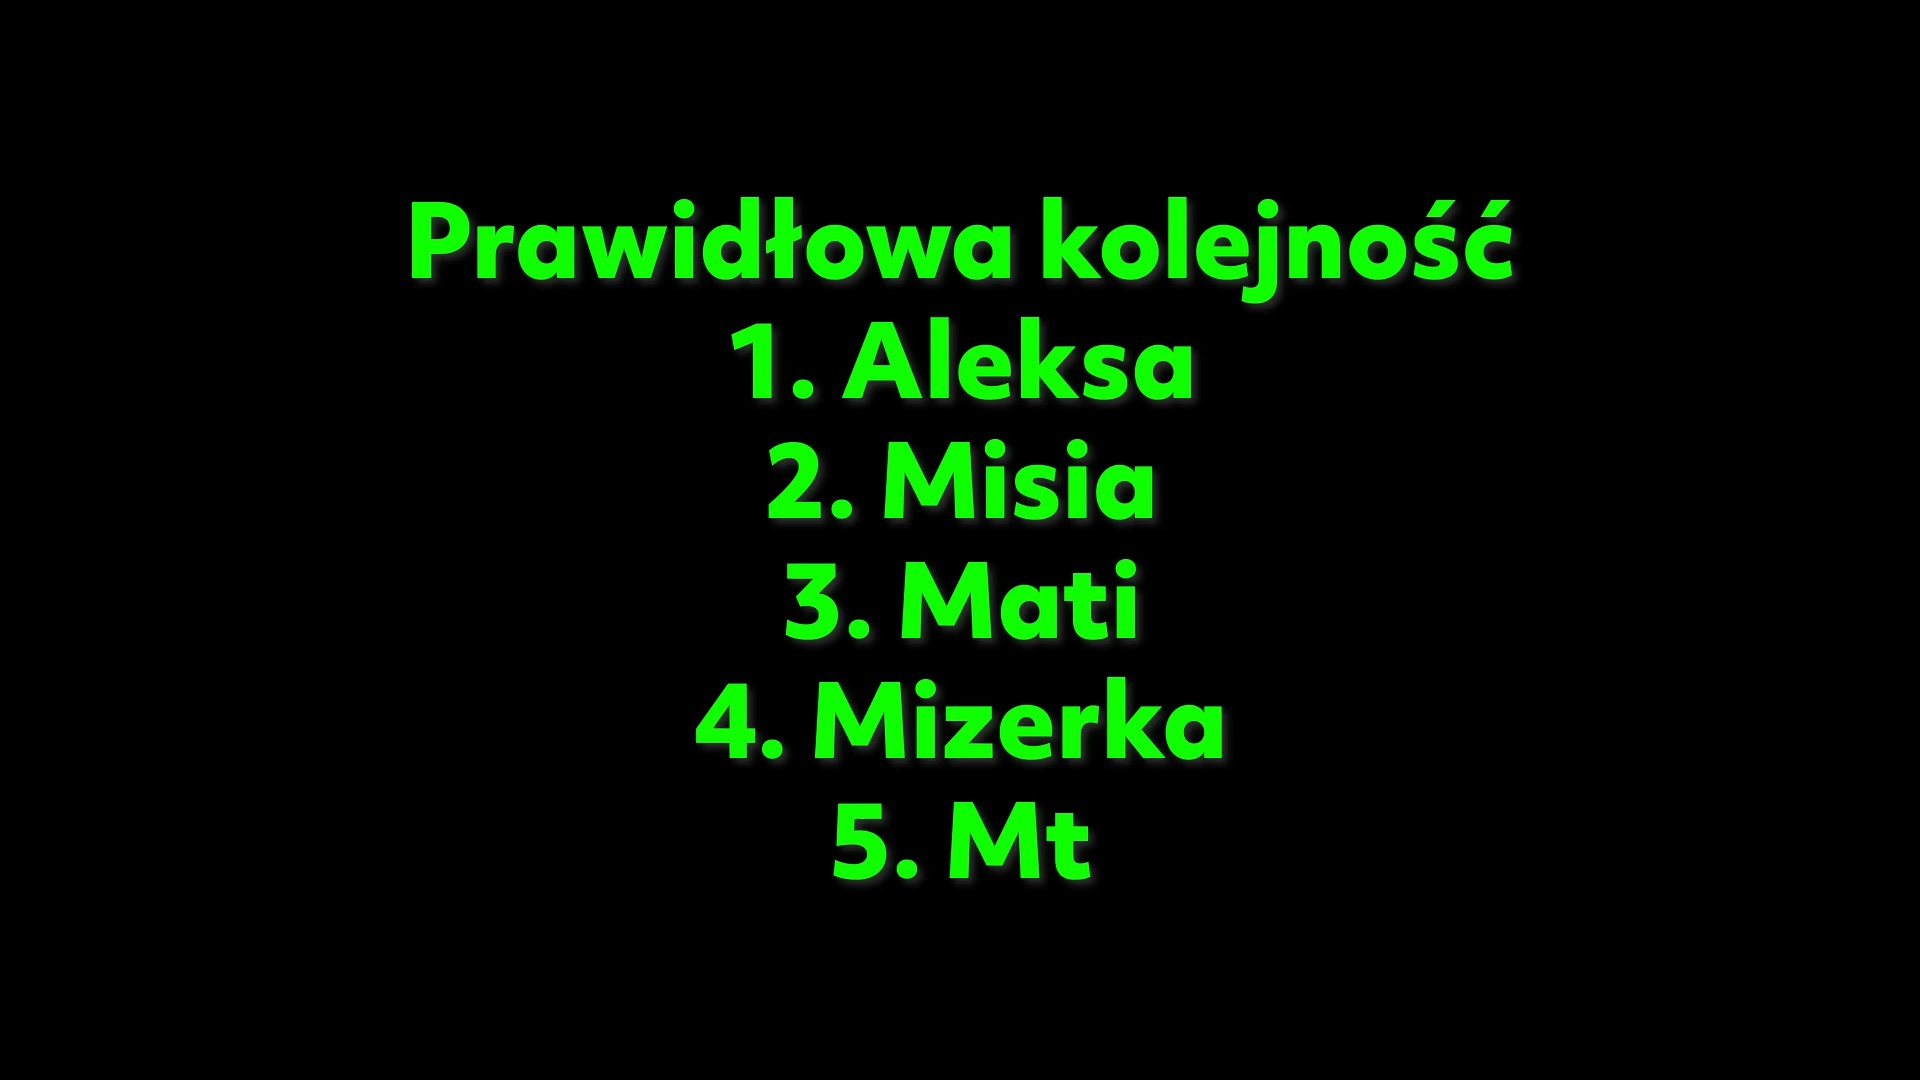 Prawidłowa kolejność
1. Aleksa
2. Misia
3. Mati
4. Mizerka
5. Mt